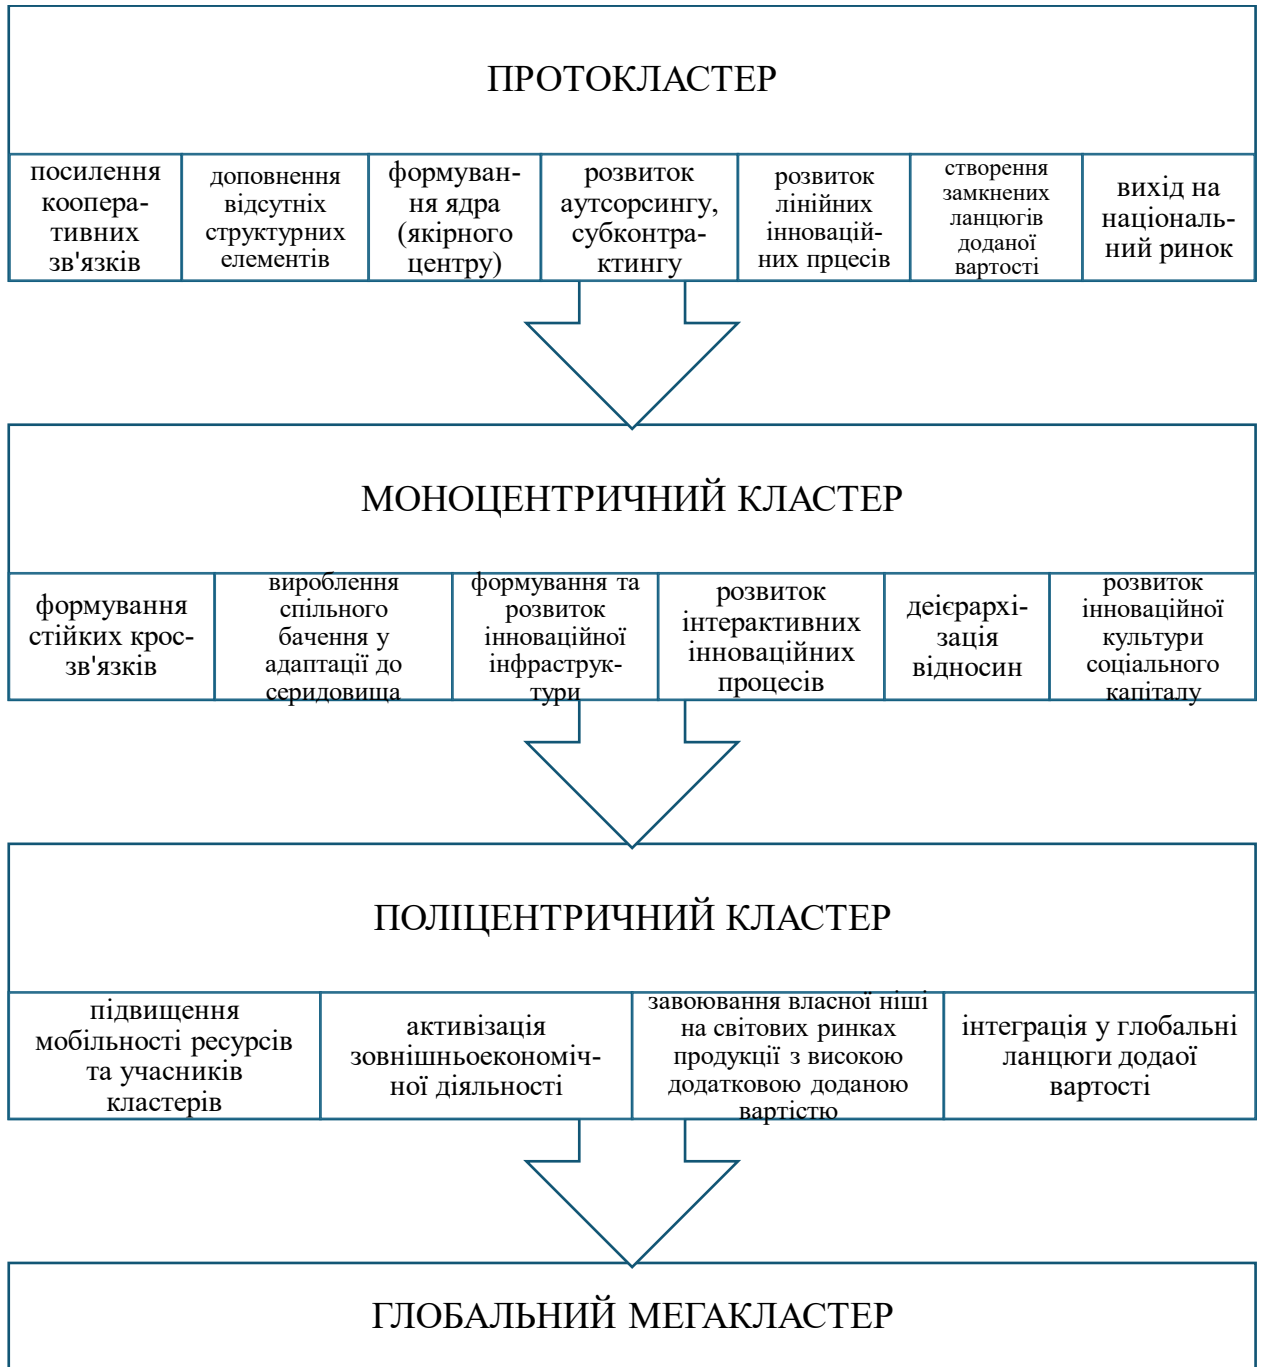 ПРОТОКЛАСТЕР
посилення
коопера-
тивних
зв'язків
доповнення
відсутніх
структурних
елементів
формуван-
ня ядра
(якірного
центру)
розвиток
аутсорсингу,
субконтра-
ктингу
розвиток
лінійних
інновацій-
них прцесів
створення
замкнених
ланцюгів
доданої
вартості
вихід на
національ-
ний ринок
МОНОЦЕНТРИЧНИЙ КЛАСТЕР
формування
стійких крос-
зв'язків
вироблення
спільного
бачення у
адаптації до
серидовища
формування та
розвиток
інноваційної
інфраструк-
тури
розвиток
інтерактивних
інноваційних
процесів
деієрархі-
зація
відносин
розвиток
інноваційної
культури
соціального
капіталу
ПОЛІЦЕНТРИЧНИЙ КЛАСТЕР
підвищення
мобільності ресурсів
та учасників
кластерів
активізація
зовнішньоекономіч-
ної діяльності
завоювання власної ніші
на світових ринках
продукції з високою
додатковою доданою
вартістю
інтеграція у глобальні
ланцюги додаої
вартості
ГЛОБАЛЬНИЙ МЕГАКЛАСТЕР